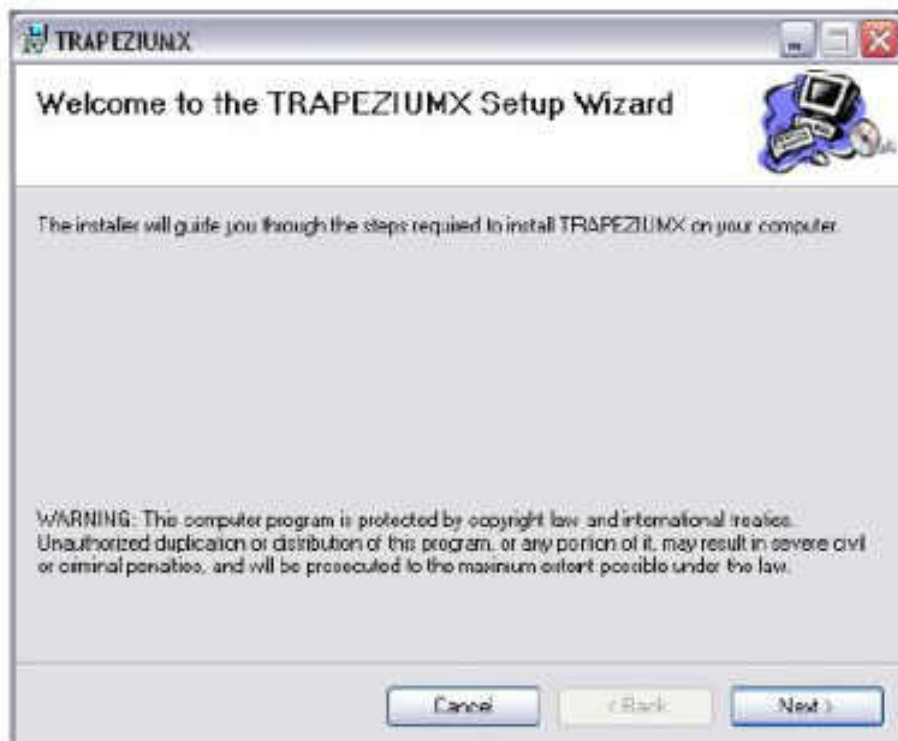 TRAPEZIUMX
Welcome to the TRAPEZIUMX Setup Wizard
The installer will guide you through the steps required to install TRAPEZIUMX on your computer.
WARNING: This computer program is protected by copyright law and international treaties.
Unauthorized duplication or distribution of this program, or any portion of it, may result in severe civil
or criminal penalties, and will be prosecuted to the maximum extent possible under the law.
Cancel
< Back
Next >